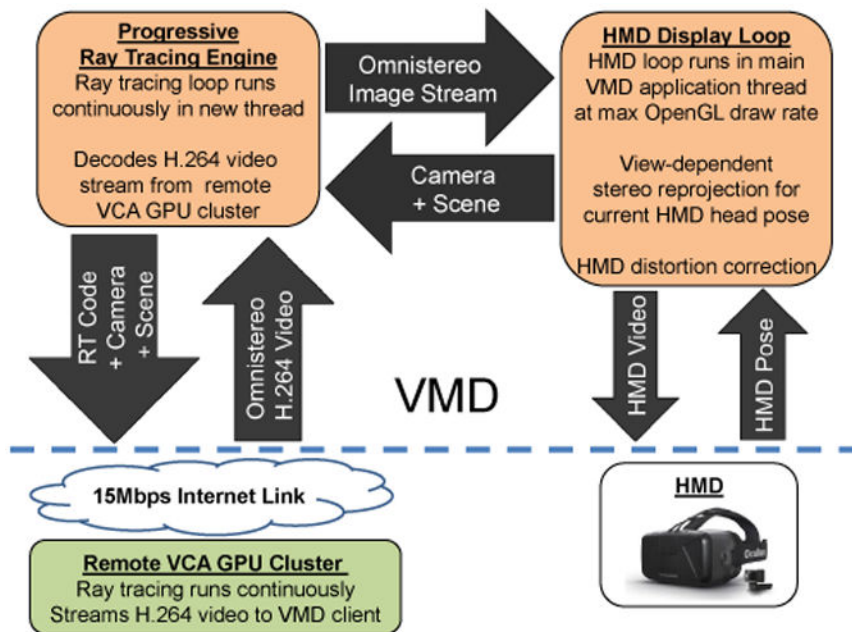 Progressive
Ray Tracing Engine
Ray tracing loop runs
continuously in new thread
Decodes H.264 video
stream from remote
VCA GPU cluster
Omnistereo
Image Stream
Camera
+ Scene
HMD Display Loop
HMD loop runs in main
VMD application thread
at max OpenGL draw rate
View-dependent
stereo reprojection for
current HMD head pose
HMD distortion correction
RT Code
+ Camera
+ Scene
Omnistereo
H.264 Video
VMD
HMD Video
HMD Pose
15Mbps Internet Link
Remote VCA GPU Cluster
Ray tracing runs continuously
Streams H.264 video to VMD client
HMD
Oculus